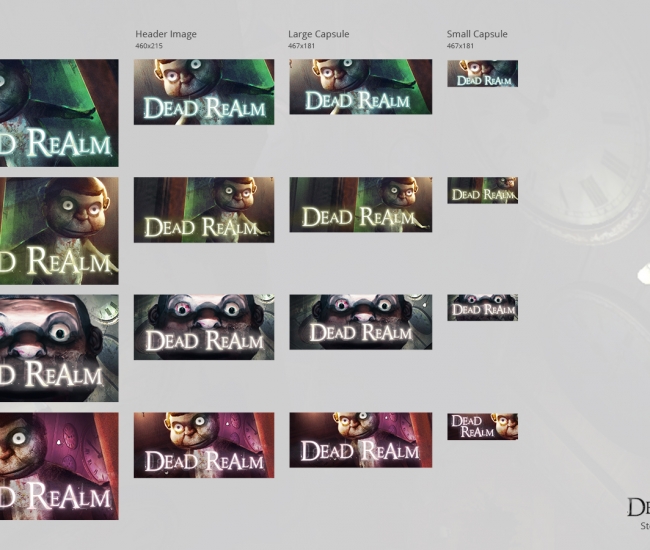 Header Image
460x215
Large Capsule
467x181
Small Capsule
467x181
D REALM
DEAD REALM
DEAD REALM
DEAD REALM
D REALM
DEAD REALM
DEAD REALM
DEAD REALM
D REALM
DEAD REALM
DEAD REALM
DEAD REALM
D REALM
DEAD REALM
DEAD REALM
DEAD
REALM
DE
St